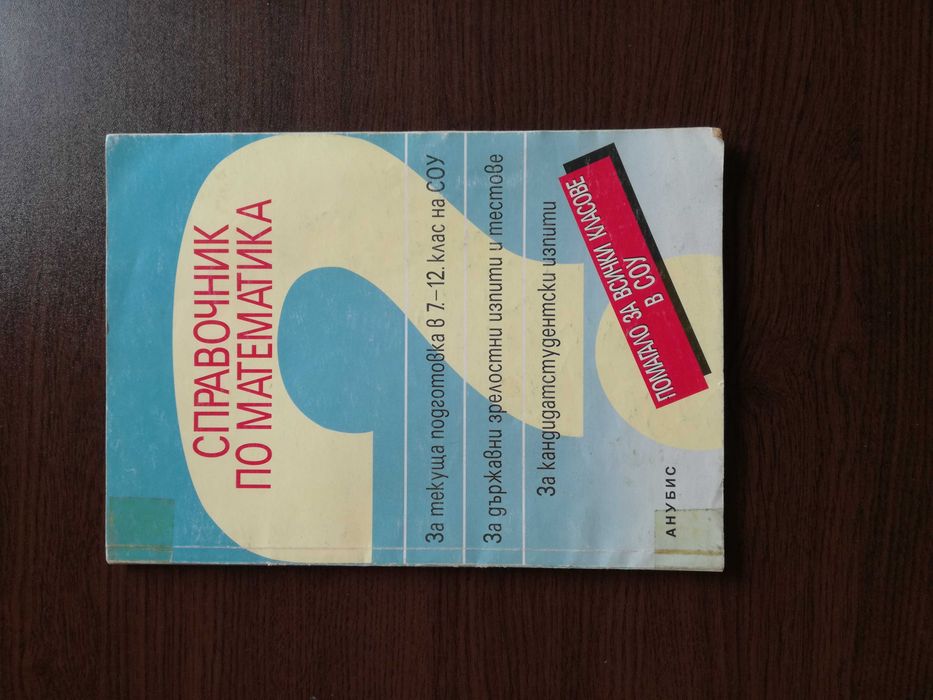 СПРАВОЧНИК
ПО МАТЕМАТИКА
За текуща подготовка в 7.–12. клас на СОУ
За държавни зрелостни изпити и тестове
За кандидатстудентски изпити
ПОМАГАЛО ЗА ВСИЧКИ КЛАСОВЕ
В СОУ
АНУБИС